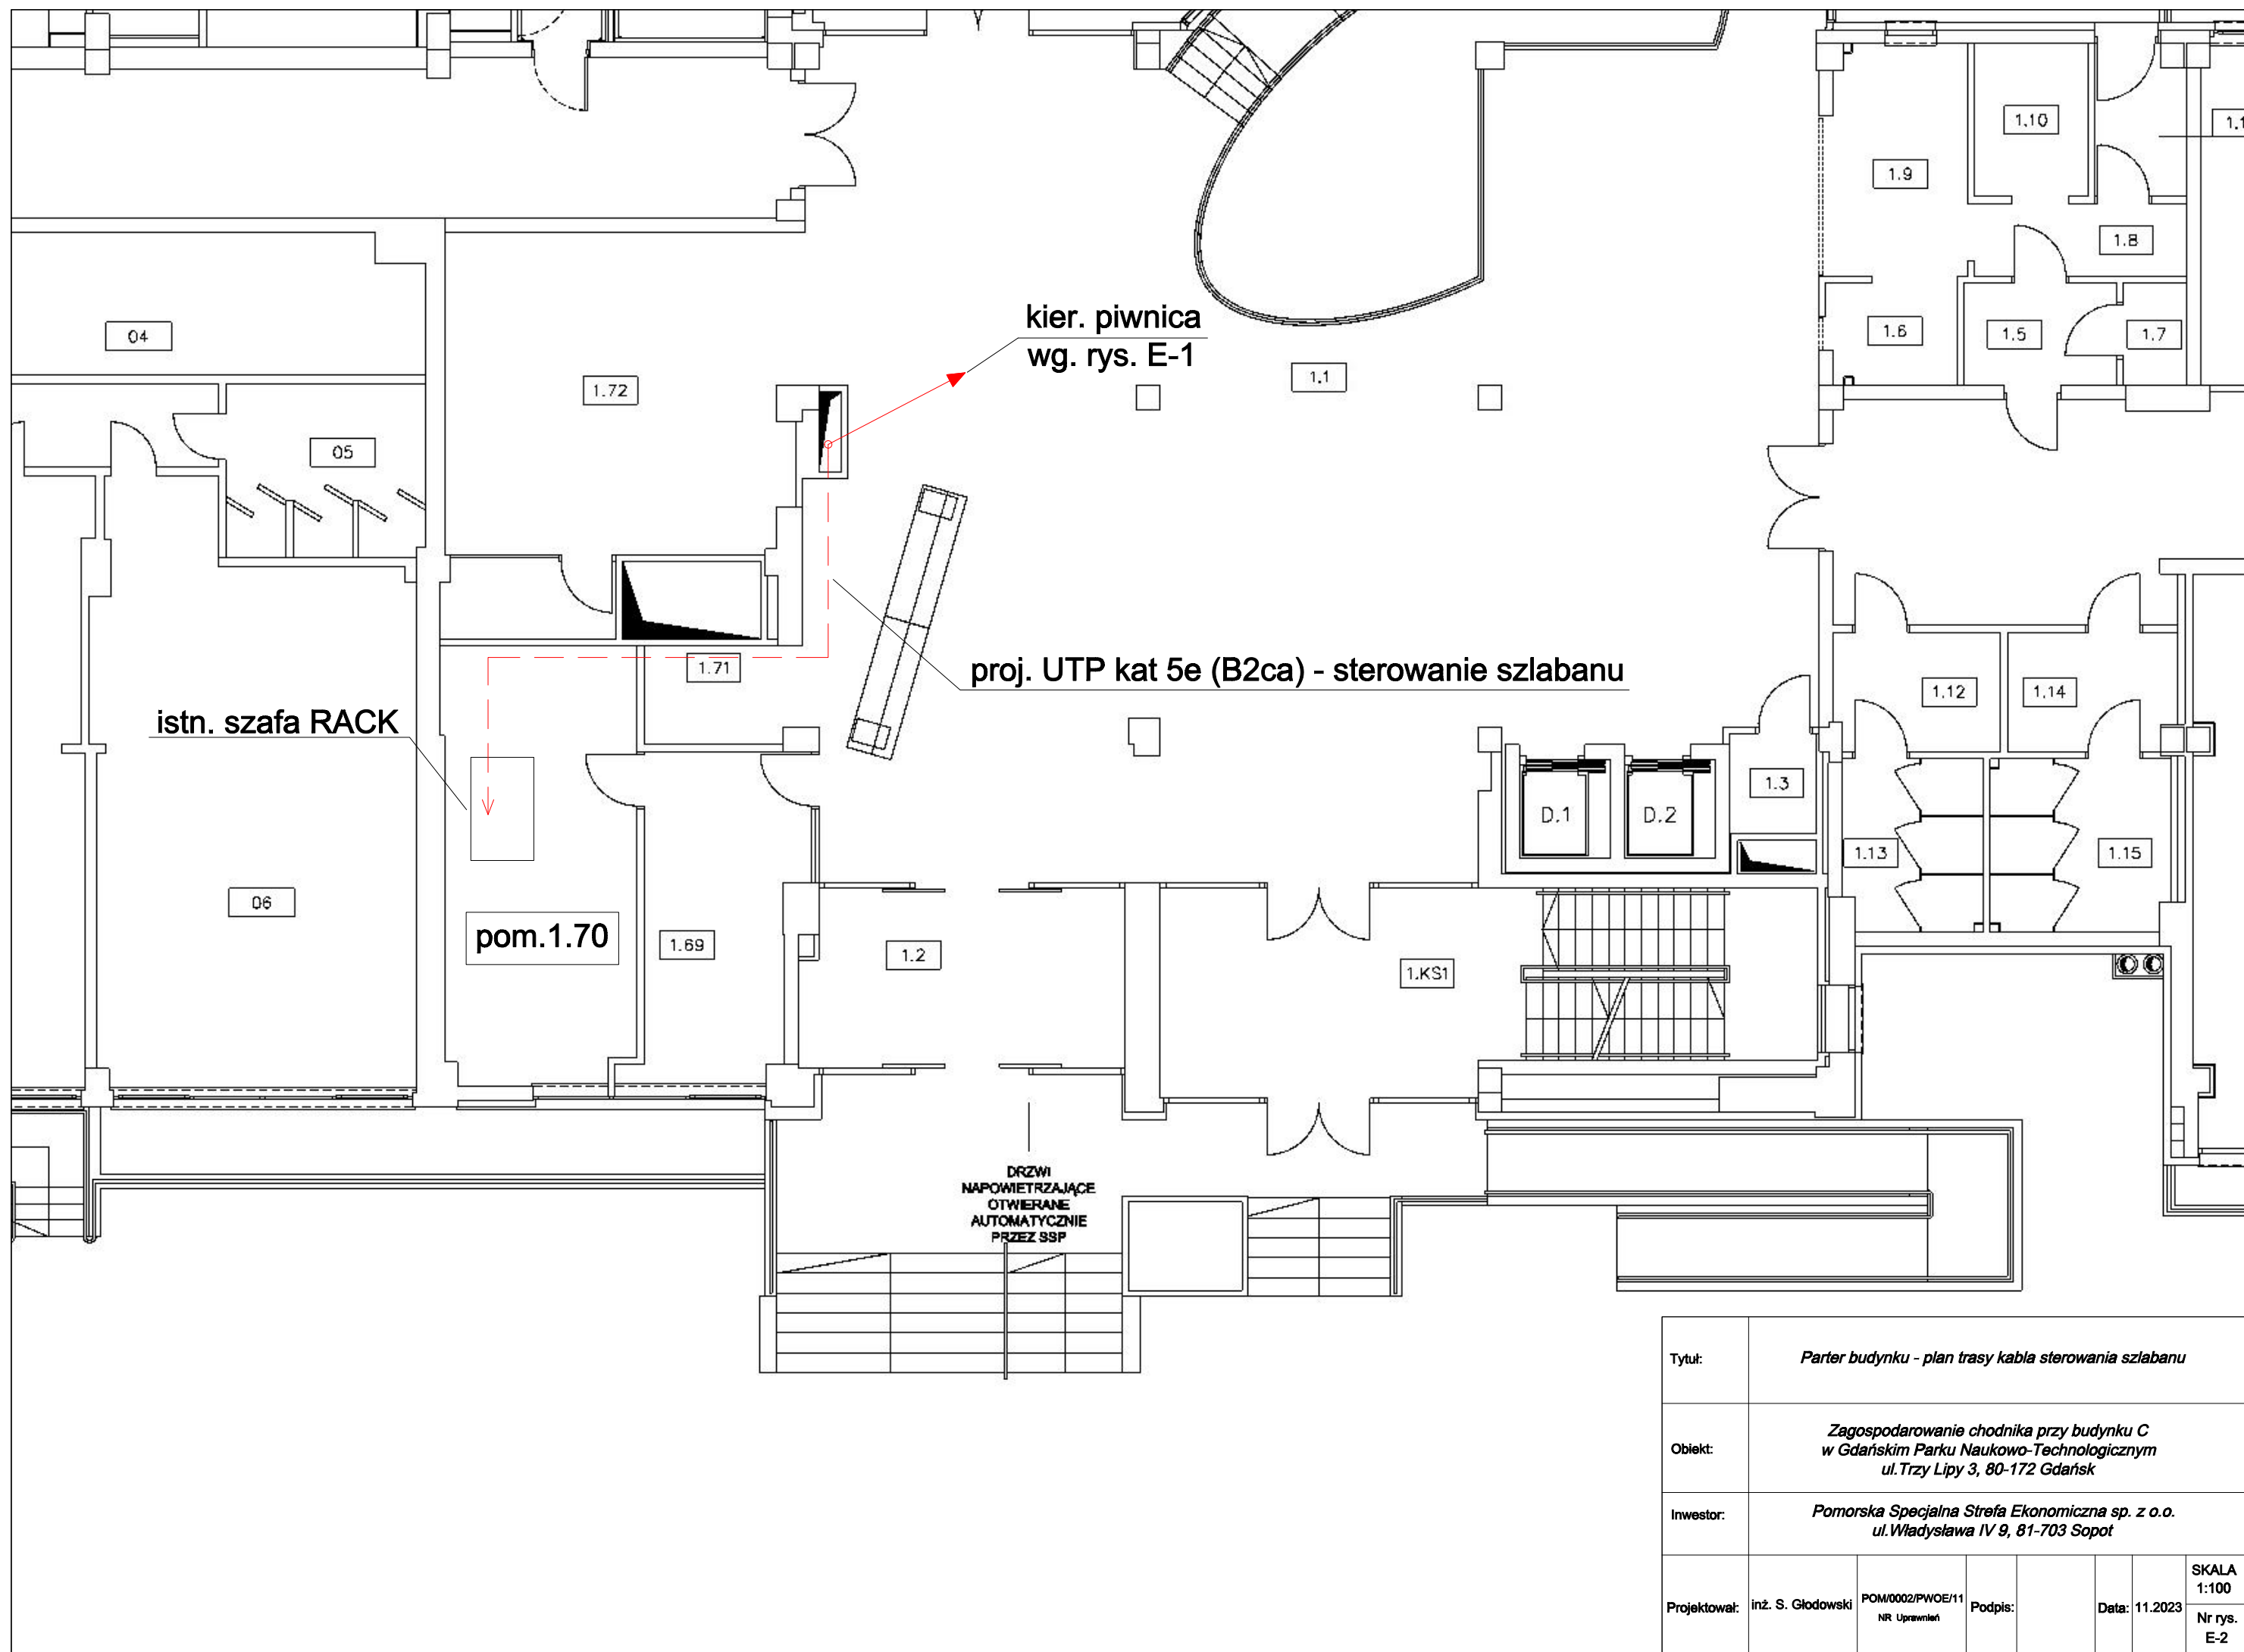 1.10
1.9
1.8
04
kier. piwnica
wg. rys. E-1
1.6
1.5
1.7
1.72
1.1
05
proj. UTP kat 5e (B2ca) - sterowanie szlabanu
1.71
1.12
1.14
istn. szafa RACK
1.3
D.1
D.2
1.13
1.15
06
pom.1.70
1.69
1.2
1.KS1
DRZWI
NAPOWIETRZAJĄCE
OTWIERANE
AUTOMATYCZNIE
PRZEZ SSP
Tytuł:
Parter budynku - plan trasy kabla sterowania szlabanu
Obiekt:
Zagospodarowanie chodnika przy budynku C
w Gdańskim Parku Naukowo-Technologicznym
ul.Trzy Lipy 3, 80-172 Gdańsk
Inwestor:
Pomorska Specjalna Strefa Ekonomiczna sp. z o.o.
ul.Władysława IV 9, 81-703 Sopot
Projektował:
inż. S. Głodowski
POM/0002/PWOE/11
NR Uprawnień
Podpis:
Data:
11.2023
SKALA
1:100
Nr rys.
E-2